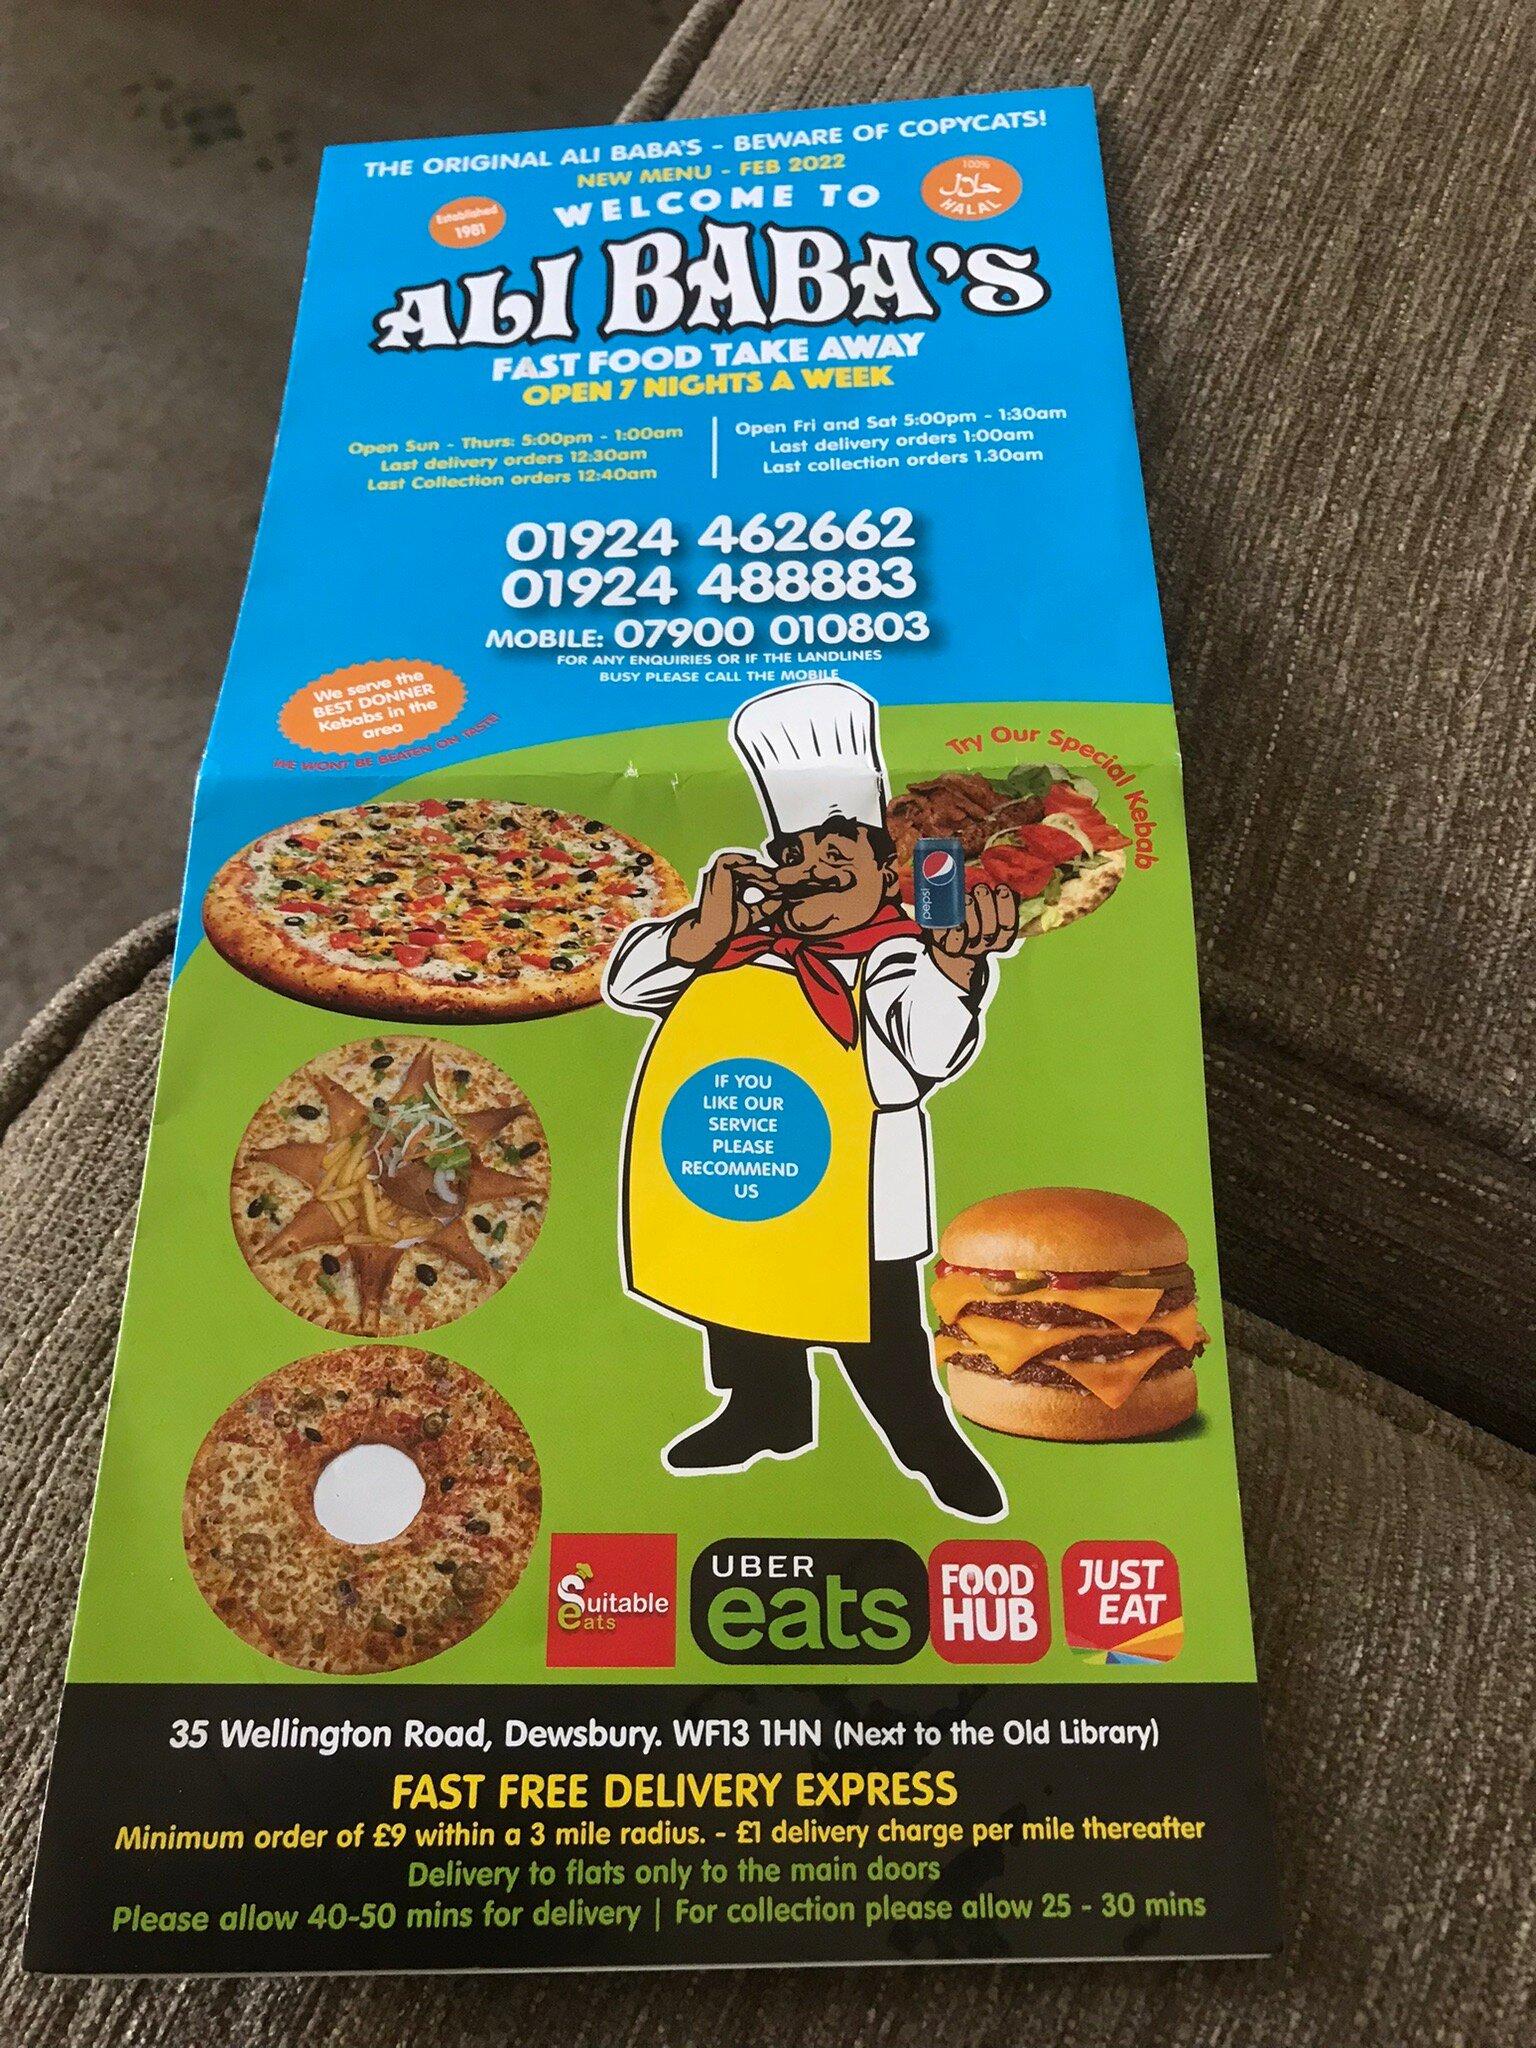 THE ORIGINAL ALI BABA'S - BEWARE OF COPYCATS!
NEW MENU - FEB 2022
Established
1981
WELCOME TO
100%
حلال
HALAL
ALI BABA'S
FAST FOOD TAKE AWAY
OPEN 7 NIGHTS A WEEK
Open Sun - Thurs: 5:00pm - 1:00am
Last delivery orders 12:30am
Last Collection orders 12:40am
Open Fri and Sat 5:00pm - 1:30am
Last delivery orders 1:00am
Last collection orders 1.30am
01924 462662
01924 488883
MOBILE: 07900 010803
FOR ANY ENQUIRIES OR IF THE LANDLINES
BUSY PLEASE CALL THE MOBILE
We serve the
BEST DONNER
Kebabs in the
area
WE WONT BE BEATEN ON TASTE!
Try Our Special Kebab
pepsi
IF YOU
LIKE OUR
SERVICE
PLEASE
RECOMMEND
US
Suitable
eats
UBER
eats
FOOD
HUB
JUST
EAT
35 Wellington Road, Dewsbury. WF13 1HN (Next to the Old Library)
FAST FREE DELIVERY EXPRESS
Minimum order of £9 within a 3 mile radius. - £1 delivery charge per mile thereafter
Delivery to flats only to the main doors
Please allow 40-50 mins for delivery | For collection please allow 25 - 30 mins